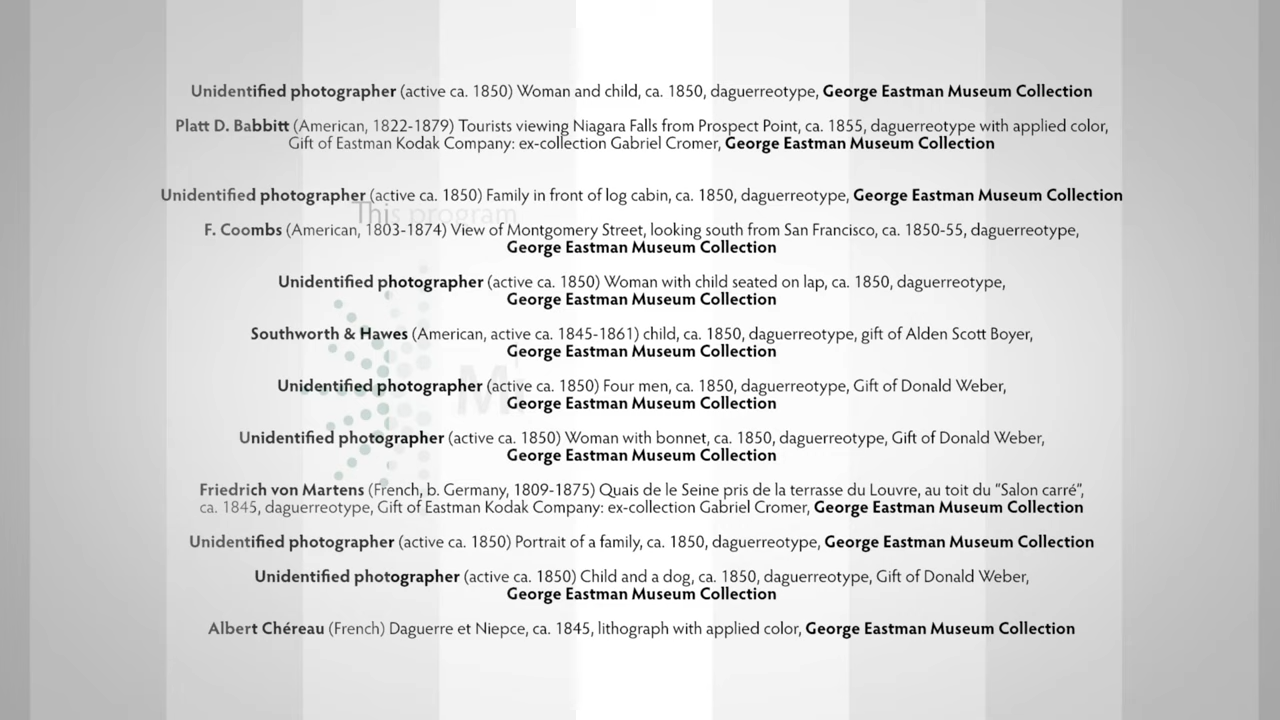 Unidentified photographer (active ca. 1850) Woman and child, ca. 1850, daguerreotype, George Eastman Museum Collection
Platt D. Babbitt (American, 1822-1879) Tourists viewing Niagara Falls from Prospect Point, ca. 1855, daguerreotype with applied color,
Gift of Eastman Kodak Company: ex-collection Gabriel Cromer, George Eastman Museum Collection
Unidentified photographer (active ca. 1850) Family in front of log cabin, ca. 1850, daguerreotype, George Eastman Museum Collection
This program
F. Coombs (American, 1803-1874) View of Montgomery Street, looking south from San Francisco, ca. 1850-55, daguerreotype,
George Eastman Museum Collection
Unidentified photographer (active ca. 1850) Woman with child seated on lap, ca. 1850, daguerreotype,
George Eastman Museum Collection
Southworth & Hawes (American, active ca. 1845-1861) child, ca. 1850, daguerreotype, gift of Alden Scott Boyer,
George Eastman Museum Collection
Unidentified photographer (active ca. 1850) Four men, ca. 1850, daguerreotype, Gift of Donald Weber,
George Eastman Museum Collection
Unidentified photographer (active ca. 1850) Woman with bonnet, ca. 1850, daguerreotype, Gift of Donald Weber,
George Eastman Museum Collection
Friedrich von Martens (French, b. Germany, 1809-1875) Quais de le Seine pris de la terrasse du Louvre, au toit du "Salon carré",
ca. 1845, daguerreotype, Gift of Eastman Kodak Company: ex-collection Gabriel Cromer, George Eastman Museum Collection
Unidentified photographer (active ca. 1850) Portrait of a family, ca. 1850, daguerreotype, George Eastman Museum Collection
Unidentified photographer (active ca. 1850) Child and a dog, ca. 1850, daguerreotype, Gift of Donald Weber,
George Eastman Museum Collection
Albert Chéreau (French) Daguerre et Niepce, ca. 1845, lithograph with applied color, George Eastman Museum Collection